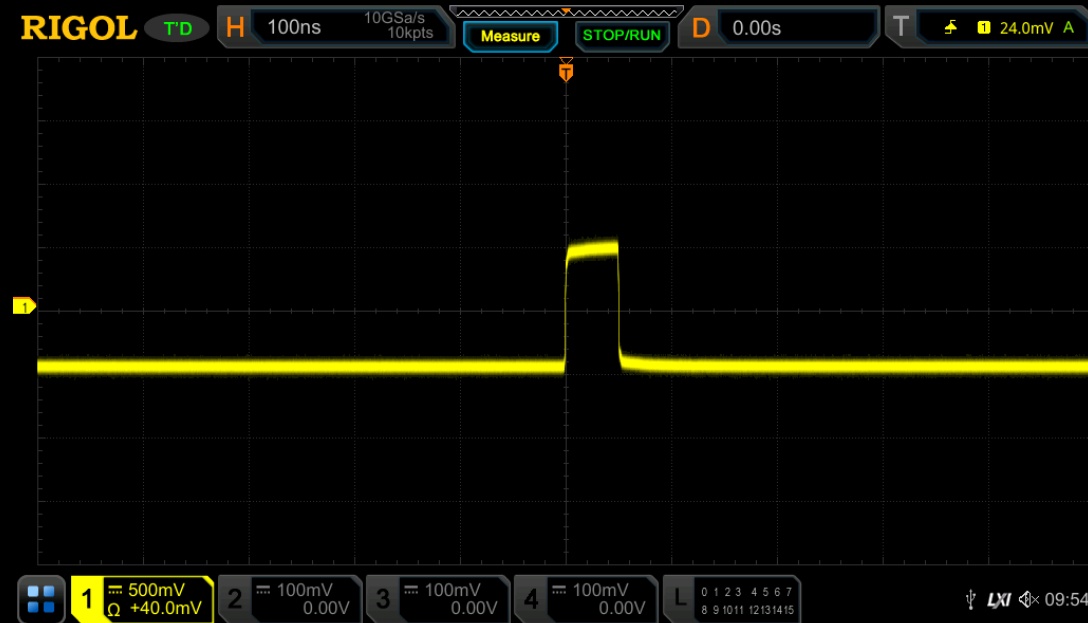 RIGOL
T'D
H
100ns
10GSa/s
10kpts
Measure
STOP/RUN
D
0.00s
T
1
24.0mV
A
T
1
1
500mV
Ω +40.0mV
2
100mV
0.00V
3
100mV
0.00V
4
100mV
0.00V
L
0 1 2 3 4 5 6 7
8 9 10 11 12 13 14 15
LXI
09:54